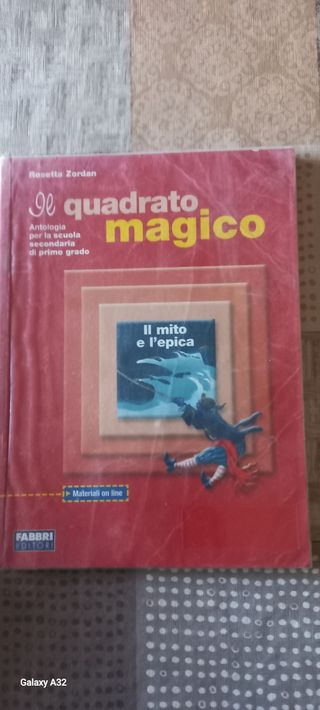 Rosetta Zordan
Il quadrato
magico
Antologia
per la scuola
secondaria
di primo grado
Il mito
e l'epica
Materiali on line
FABBRI
EDITORI
Galaxy A32